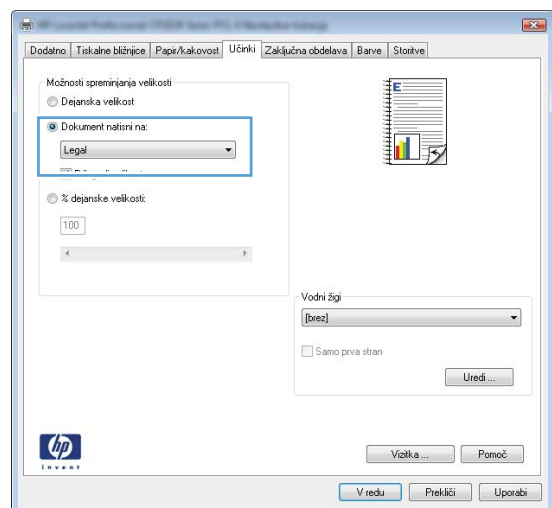 Dodatno Tiskalne bližnjice Papir/kakovost Učinki Zaključna obdelava Barve Storitve
Možnosti spreminjanja velikosti
Dejanska velikost
Dokument natisni na:
Legal
% dejanske velikosti:
100
Vodni žigi
[brez]
Samo prva stran
Uredi ...
hp
invent
Vizitka ... Pomoč
V redu Prekliči Uporabi